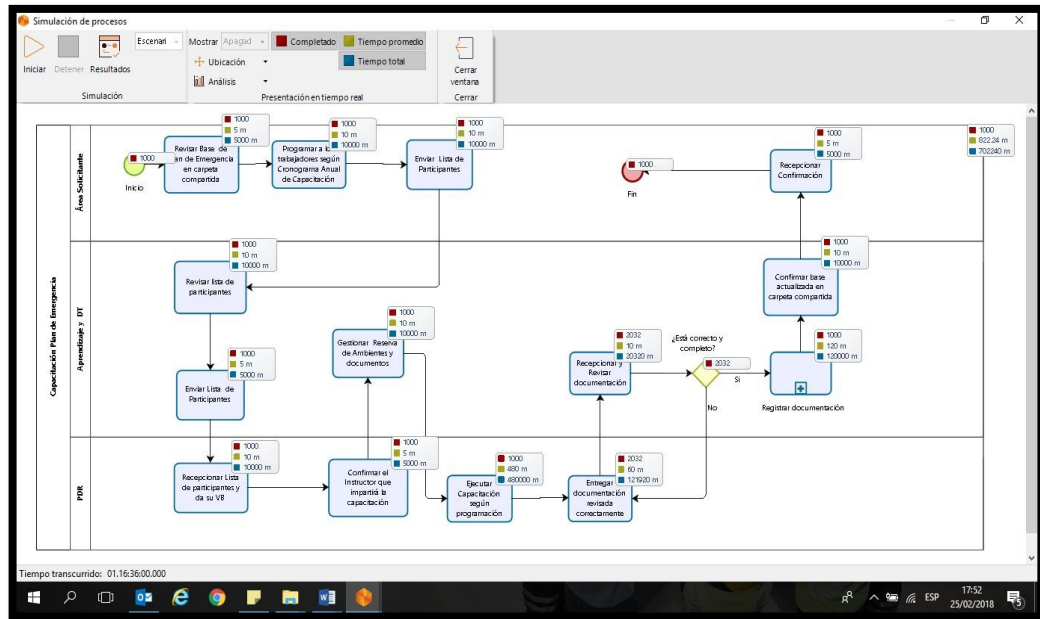 Simulación de procesos
Iniciar
Detener
Resultados
Escenari
Simulación
Mostrar
Apagad
Completado
Tiempo promedio
Ubicación
Tiempo total
Análisis
Presentación en tiempo real
Cerrar
ventana
Cerrar
Capacitación Plan de Emergencia
Área Solicitante
1000
Inicio
Revisar Base de
an de Emergencia
en carpeta
compartida
1000
5 m
5000 m
Programar a lo
trabajadores según
Cronograma Anual
de Capacitación
1000
10 m
10000 m
Enviar Lista de
Participantes
1000
10 m
10000 m
1000
Fin
Recepcionar
Confirmación
1000
5 m
5000 m
1000
822.24 m
702240 m
Aprendizaje y DT
Revisar lista de
participantes
1000
10 m
10000 m
Enviar Lista de
Participantes
1000
5 m
5000 m
Gestionar Reserva
de Ambientes y
documentos
1000
10 m
10000 m
Recepcionar y
Revisar
documentación
2032
10 m
20320 m
¿Está correcto y
completo?
2032
Si
No
Confirmar base
actualizada en
carpeta compartida
1000
10 m
10000 m
1000
120 m
120000 m
Registrar documentación
PDR
Recepcionar Lista
de participantes y
da su VB
1000
10 m
10000 m
Confirmar el
Instructor que
impartirá la
capacitación
1000
5 m
5000 m
Ejecutar
Capacitación
según
programación
1000
480 m
480000 m
Entregar
documentación
revisada
correctamente
2032
60 m
121920 m
Tiempo transcurrido: 01.16:36:00.000
ESP
17:52
25/02/2018
5